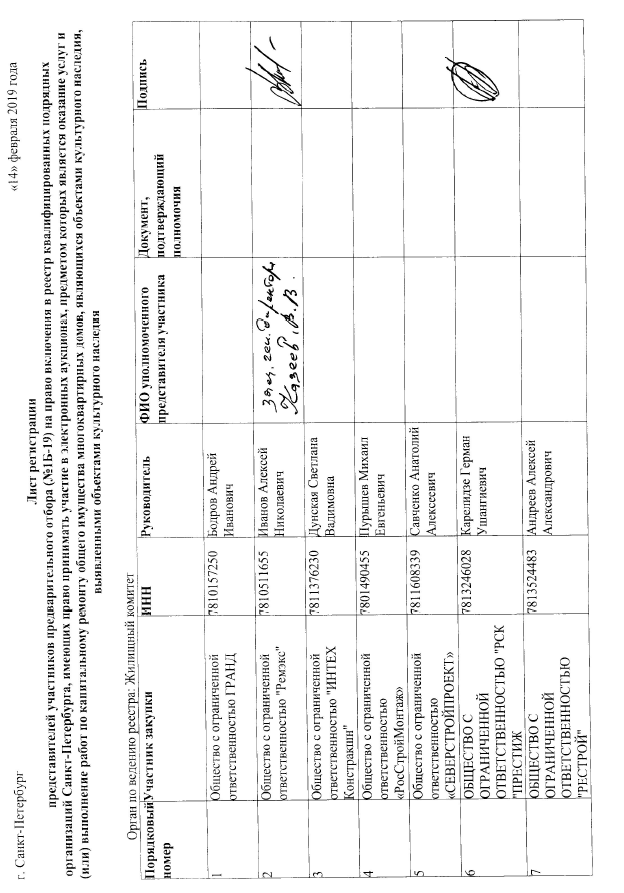 г. Санкт-Петербург «14» февраля 2019 года
Лист регистрации
представителей участников предварительного отбора (№1Б-19) на право включения в реестр квалифицированных подрядных
организаций Санкт-Петербурга, имеющих право принимать участие в электронных аукционах, предметом которых является оказание услуг и
(или) выполнение работ по капитальному ремонту общего имущества многоквартирных домов, являющихся объектами культурного наследия,
выявленными объектами культурного наследия
Орган по ведению реестра: Жилищный комитет
Порядковый номер
Участник закупки
ИНН
Руководитель
ФИО уполномоченного
представителя участника
Документ,
подтверждающий
полномочия
Подпись
1
Общество с ограниченной
ответственностью ГРАНД
7810157250
Бодров Андрей
Иванович
2
Общество с ограниченной
ответственностью "Ремэкс"
7810511655
Иванов Алексей
Николаевич
Зам. ген. директора
В.В.
3
Общество с ограниченной
ответственностью "ИНТЕХ
Констракшн"
7811376230
Дунская Светлана
Вадимовна
4
Общество с ограниченной
ответственностью
«РосСтройМонтаж»
7801490455
Пурышев Михаил
Евгеньевич
5
Общество с ограниченной
ответственностью
«СЕВЕРСТРОЙПРОЕКТ»
7811608339
Савченко Анатолий
Алексеевич
6
ОБЩЕСТВО С
ОГРАНИЧЕННОЙ
ОТВЕТСТВЕННОСТЬЮ "РСК
"ПРЕСТИЖ
7813246028
Карелидзе Герман
Ушангиевич
7
ОБЩЕСТВО С
ОГРАНИЧЕННОЙ
ОТВЕТСТВЕННОСТЬЮ
"РЕСТРОЙ"
7813524483
Андреев Алексей
Александрович